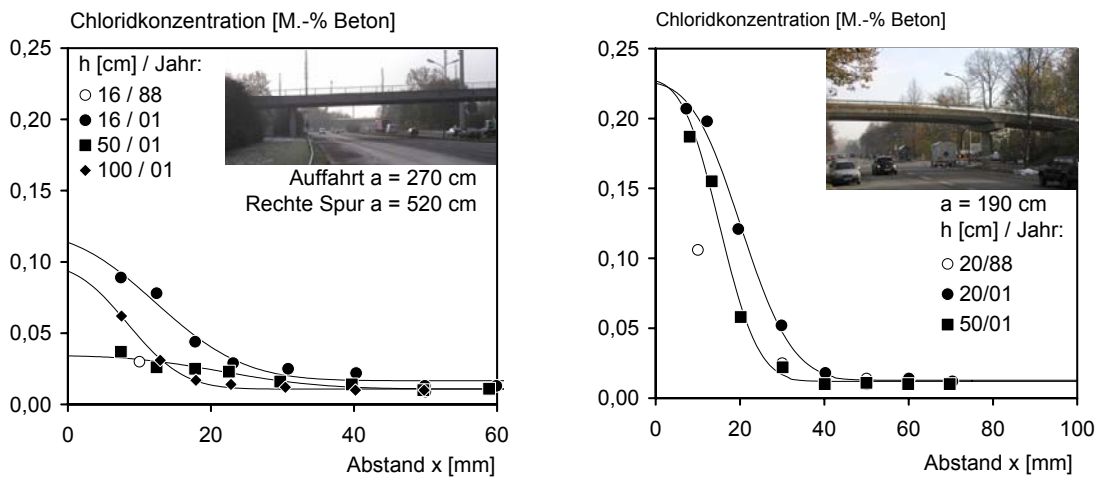 Chloridkonzentration [M.-% Beton]
0,25
0,20
0,15
0,10
0,05
0,00
h [cm] / Jahr:
16 / 88
16 / 01
50 / 01
100 / 01
Auffahrt a = 270 cm
Rechte Spur a = 520 cm
0 20 40 60
Abstand x [mm]
Chloridkonzentration [M.-% Beton]
0,25
0,20
0,15
0,10
0,05
0,00
a = 190 cm
h [cm] / Jahr:
20/88
20/01
50/01
0 20 40 60 80 100
Abstand x [mm]